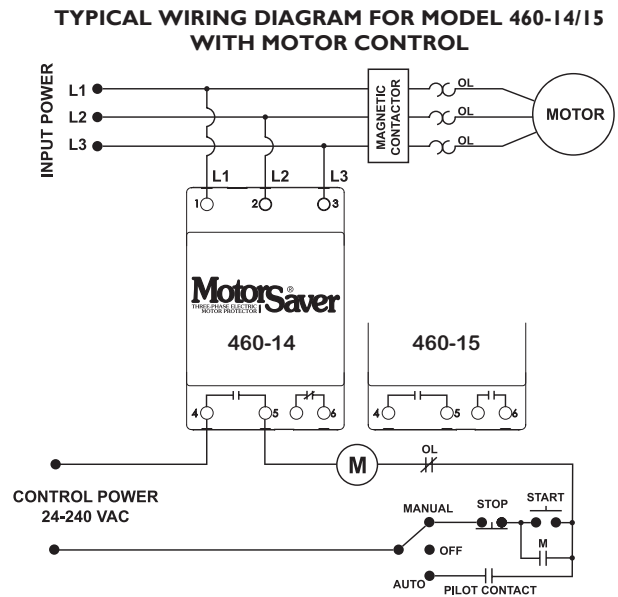 TYPICAL WIRING DIAGRAM FOR MODEL 460-14/15
WITH MOTOR CONTROL
INPUT POWER
L1
L2
L3
MAGNETIC
CONTACTOR
OL
OL
OL
MOTOR
L1 L2 L3
1 2 3
MotorSaver®
THREE-PHASE ELECTRIC
MOTOR PROTECTOR
460-14
460-15
4 5 6
4 5 6
M
OL
CONTROL POWER
24-240 VAC
MANUAL
STOP
START
M
OFF
AUTO
PILOT CONTACT